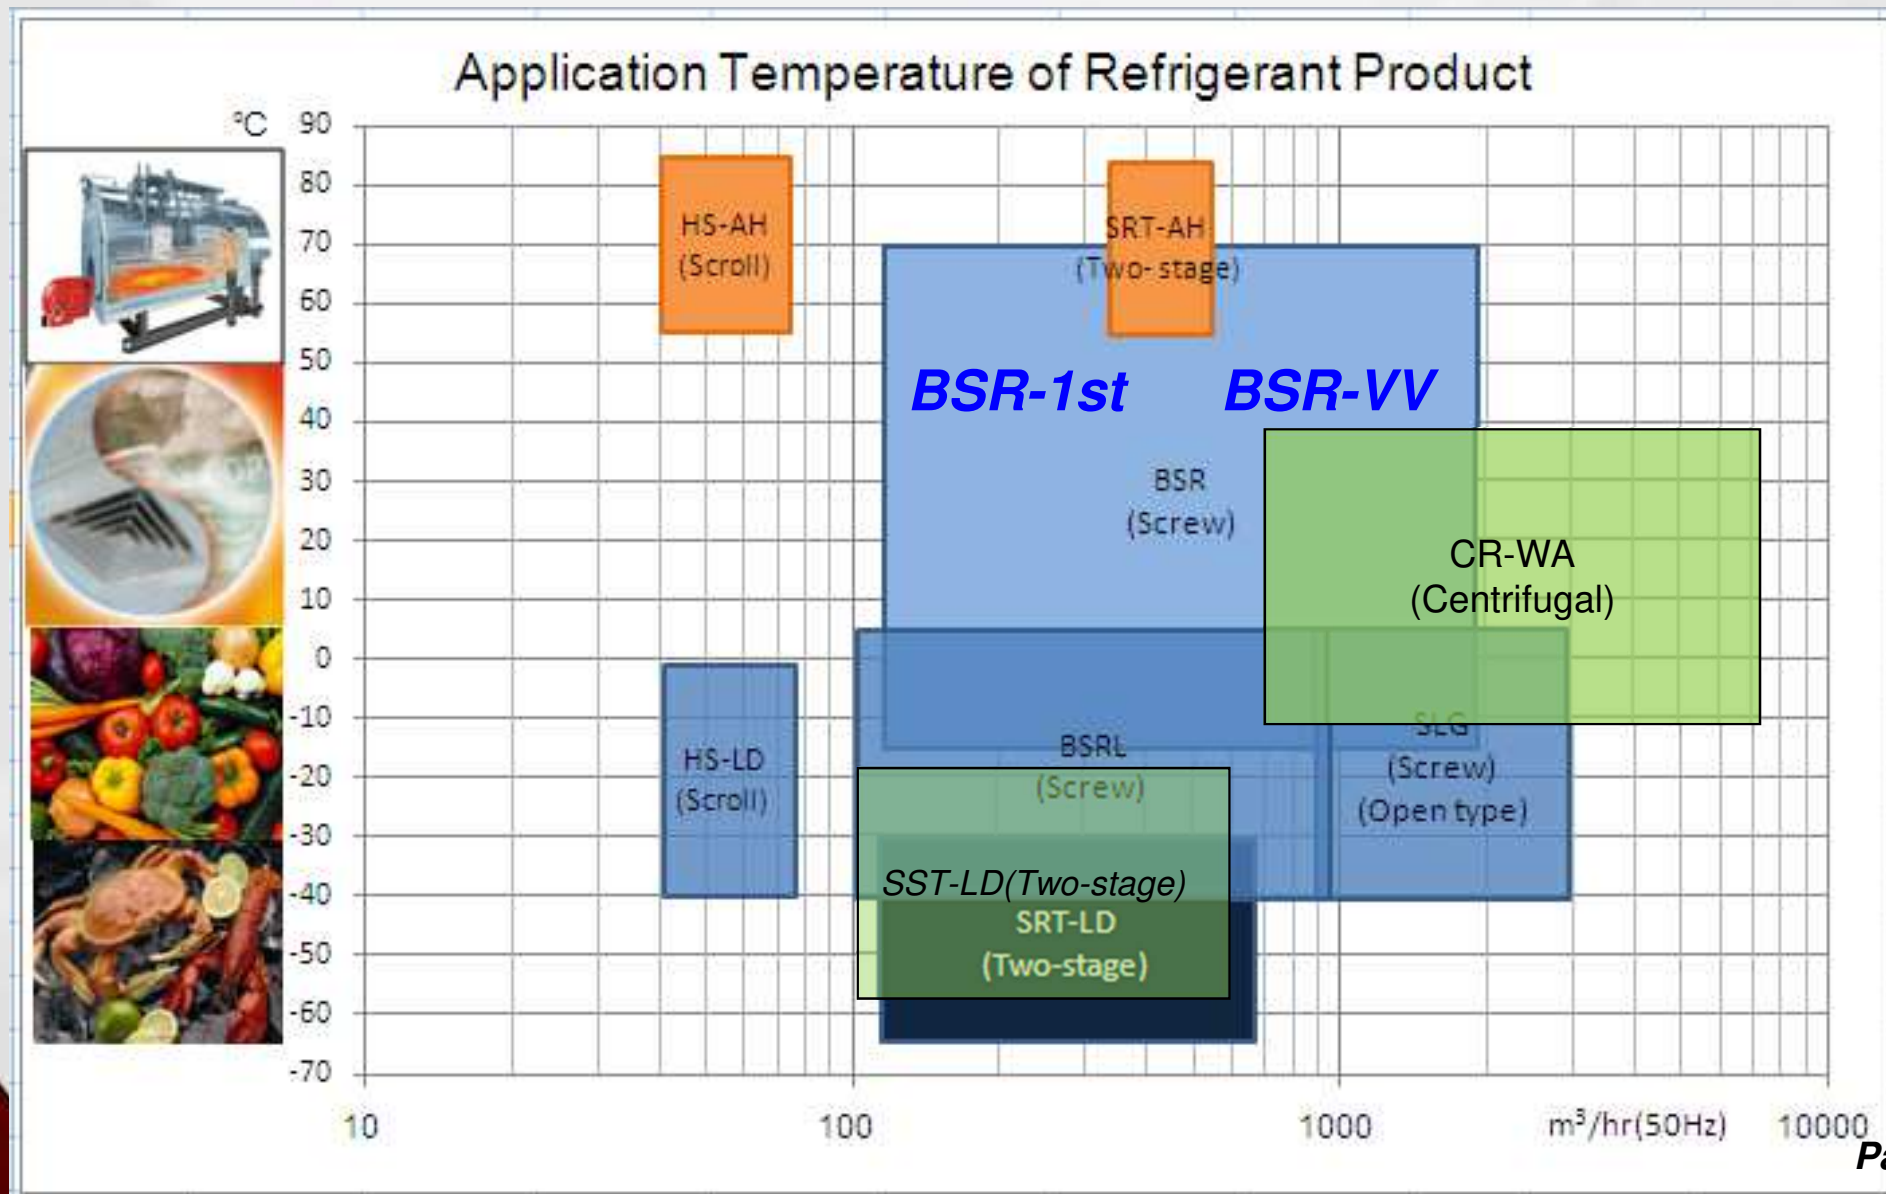 Application Temperature of Refrigerant Product
°C
90
80
70
60
50
40
30
20
10
0
-10
-20
-30
-40
-50
-60
-70
HS-AH
(Scroll)
SRT-AH
(Two- stage)
BSR-1st
BSR-VV
BSR
(Screw)
CR-WA
(Centrifugal)
HS-LD
(Scroll)
BSRL
(Screw)
SLG
(Screw)
(Open type)
SST-LD(Two-stage)
SRT-LD
(Two-stage)
10
100
1000
m³/hr(50Hz)
10000